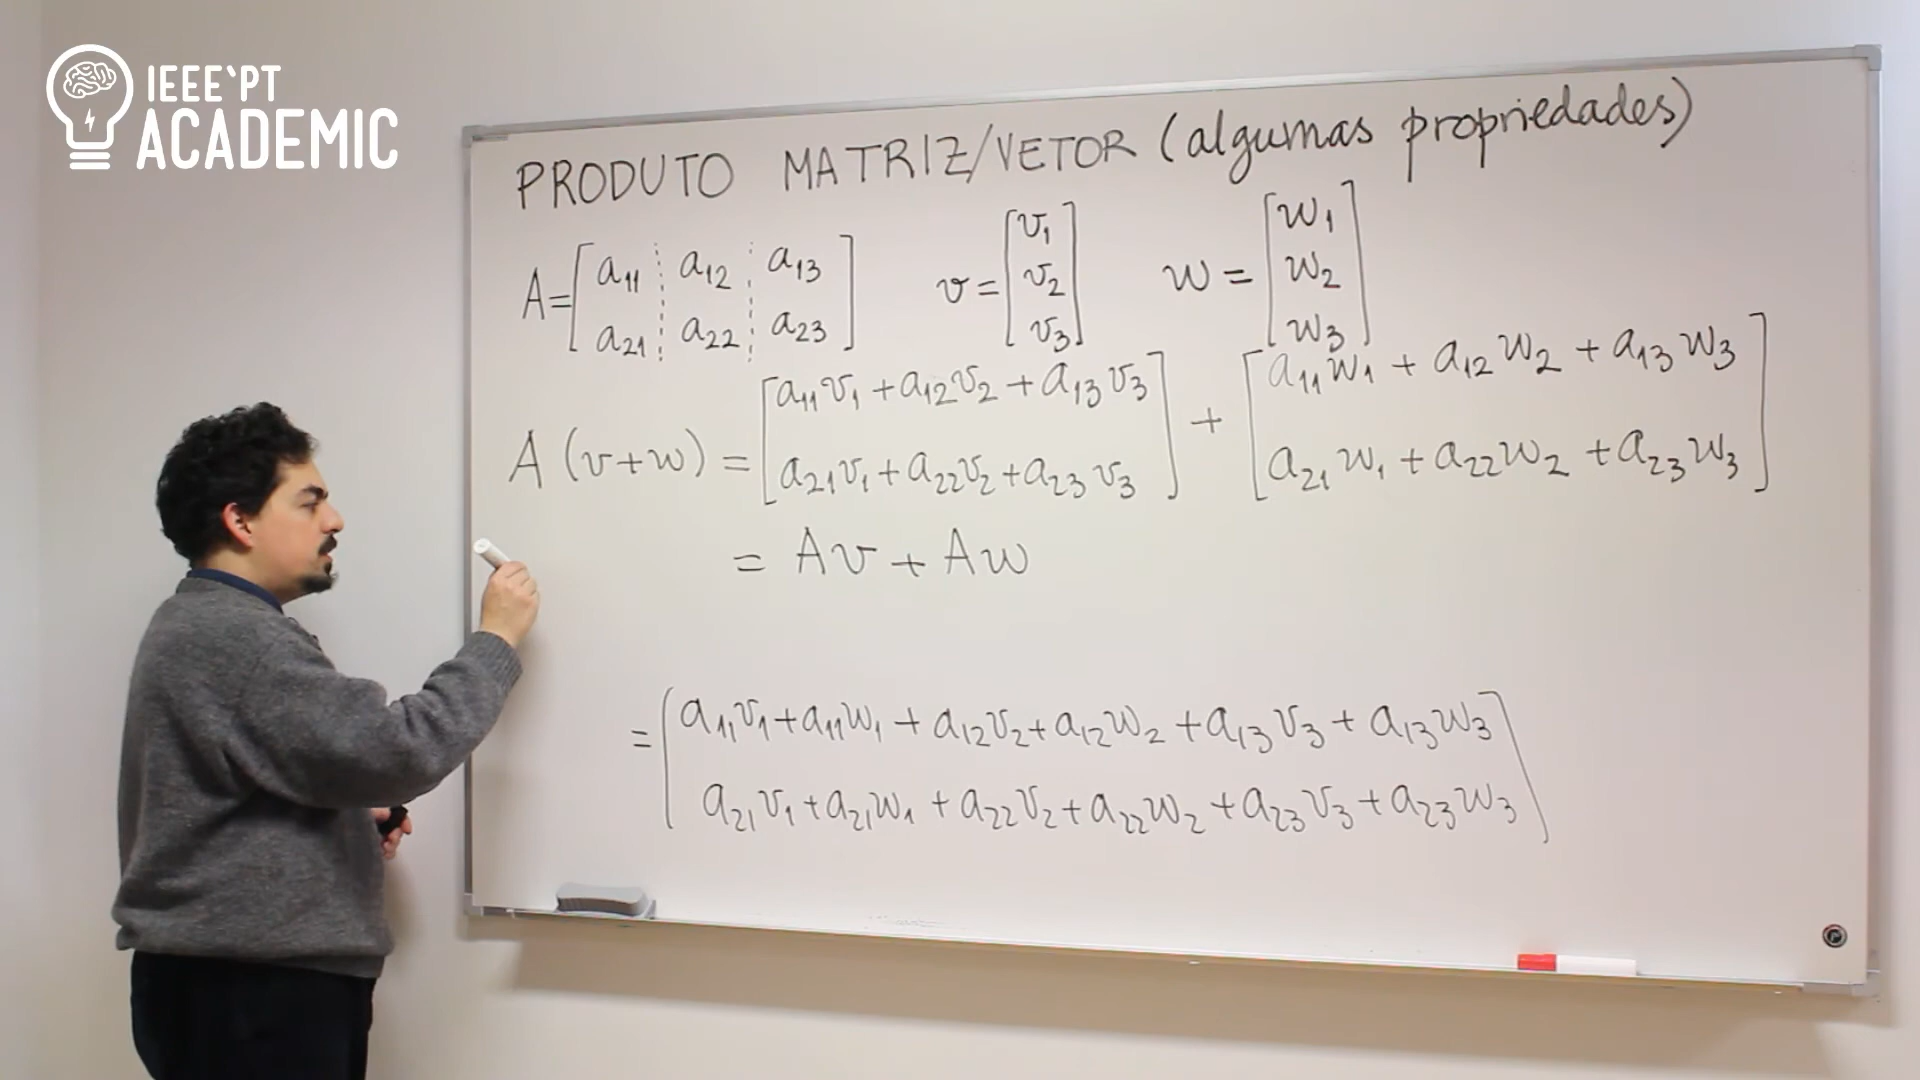 IEEE`PT
ACADEMIC
PRODUTO MATRIZ/VETOR (algumas propriedades)
A = [ a11 a12 a13
a21 a22 a23 ]
v = [ v1
v2
v3 ]
w = [ w1
w2
w3 ]
A (v+w) = [ a11v1 + a12v2 + a13v3
a21v1 + a22v2 + a23v3 ]
+ [ a11w1 + a12w2 + a13w3
a21w1 + a22w2 + a23w3 ]
= Av + Aw
= [ a11v1 + a11w1 + a12v2 + a12w2 + a13v3 + a13w3
a21v1 + a21w1 + a22v2 + a22w2 + a23v3 + a23w3 ]